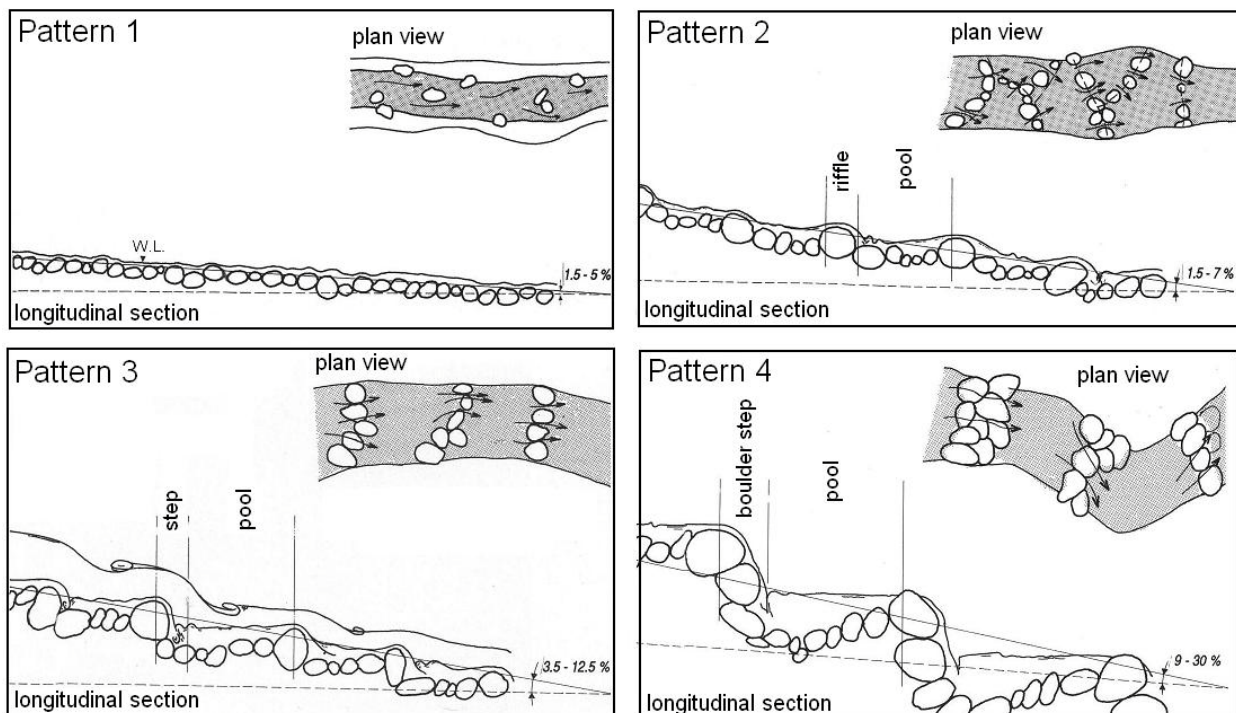 Pattern 1
plan view
W.L.
1.5 - 5 %
longitudinal section
Pattern 2
plan view
riffle
pool
1.5 - 7 %
longitudinal section
Pattern 3
plan view
step
pool
3.5 - 12.5 %
longitudinal section
Pattern 4
plan view
boulder step
pool
9 - 30 %
longitudinal section